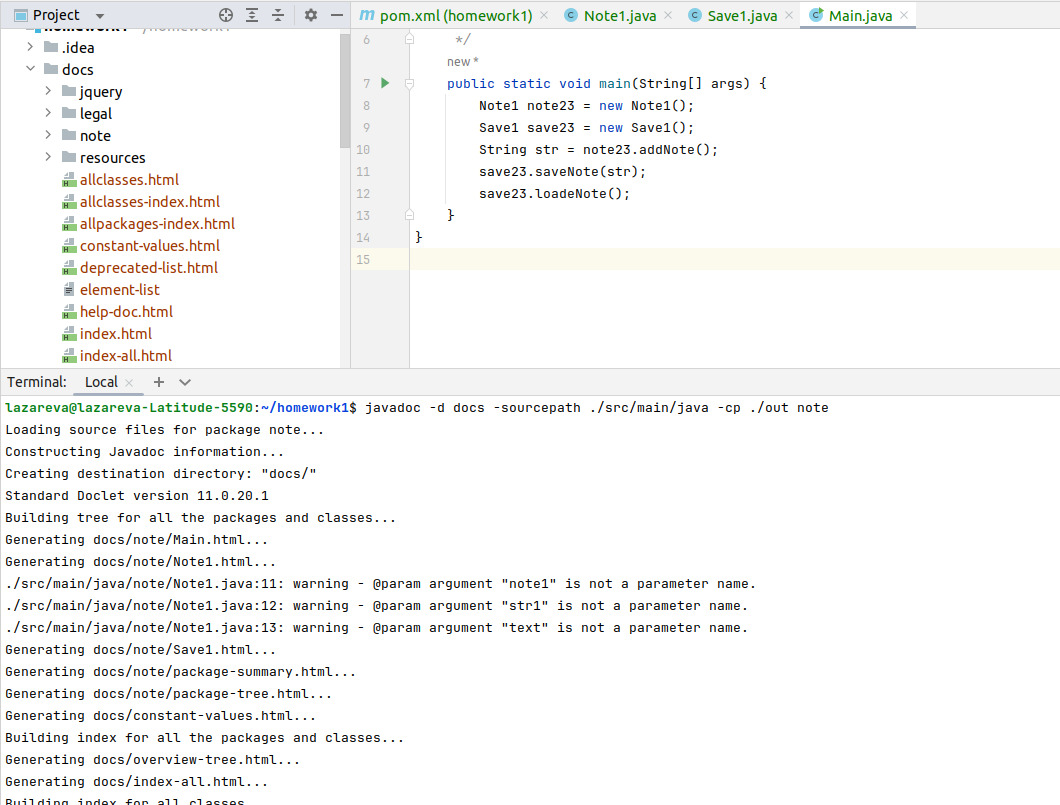 Project
pom.xml (homework1)
Note1.java
Save1.java
Main.java
homework1 ~/homework1
.idea
docs
jquery
legal
note
resources
allclasses.html
allclasses-index.html
allpackages-index.html
constant-values.html
deprecated-list.html
element-list
help-doc.html
index.html
index-all.html
6 */
new *
7 public static void main(String[] args) {
8 Note1 note23 = new Note1();
9 Save1 save23 = new Save1();
10 String str = note23.addNote();
11 save23.saveNote(str);
12 save23.loadeNote();
13 }
14 }
15
Terminal: Local
lazareva@lazareva-Latitude-5590:~/homework1$ javadoc -d docs -sourcepath ./src/main/java -cp ./out note
Loading source files for package note...
Constructing Javadoc information...
Creating destination directory: "docs/"
Standard Doclet version 11.0.20.1
Building tree for all the packages and classes...
Generating docs/note/Main.html...
Generating docs/note/Note1.html...
./src/main/java/note/Note1.java:11: warning - @param argument "note1" is not a parameter name.
./src/main/java/note/Note1.java:12: warning - @param argument "str1" is not a parameter name.
./src/main/java/note/Note1.java:13: warning - @param argument "text" is not a parameter name.
Generating docs/note/Save1.html...
Generating docs/note/package-summary.html...
Generating docs/note/package-tree.html...
Generating docs/constant-values.html...
Building index for all the packages and classes...
Generating docs/overview-tree.html...
Generating docs/index-all.html...
Building index for all classes